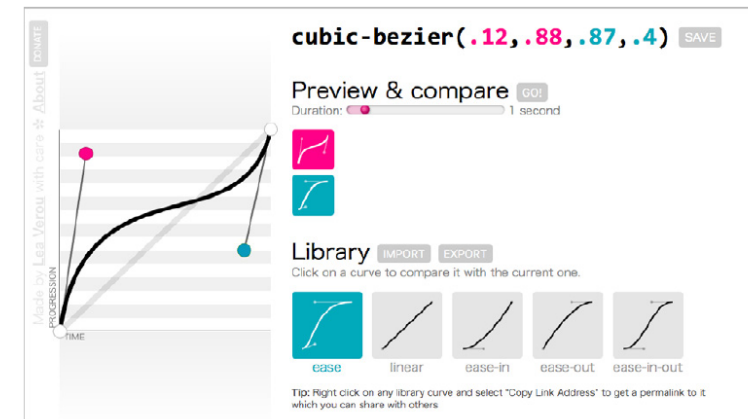 cubic-bezier(.12,.88,.87,.4) SAVE
Preview & compare GO!
Duration: 1 second
Library IMPORT EXPORT
Click on a curve to compare it with the current one.
ease linear ease-in ease-out ease-in-out
Tip: Right click on any library curve and select "Copy Link Address" to get a permalink to it
which you can share with others
Made by Lea Verou with care * About DONATE
PROGRESSION
TIME